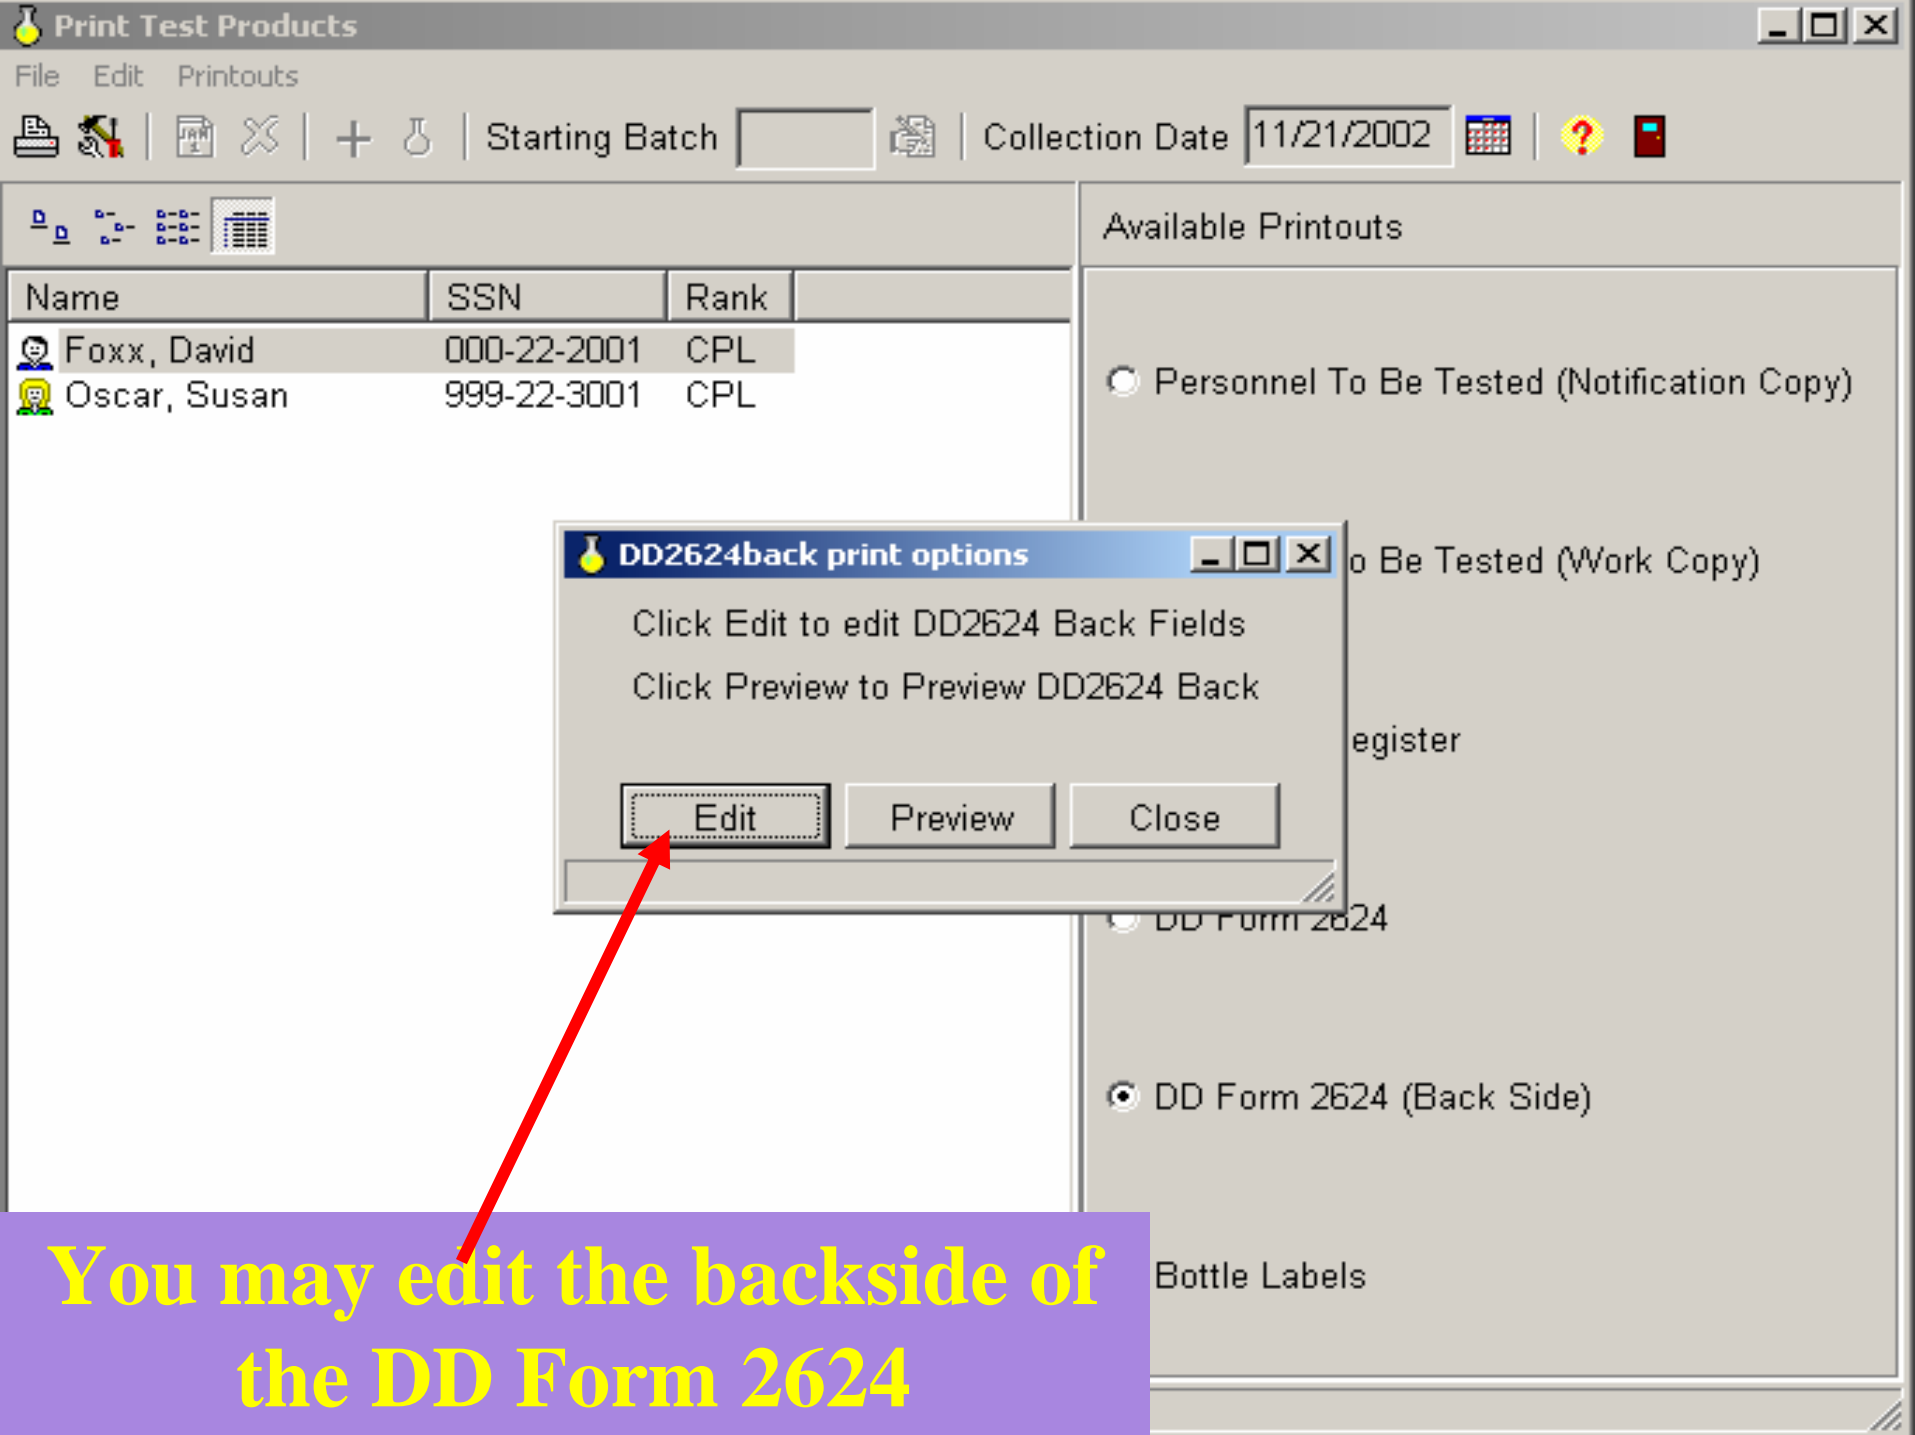 Print Test Products
File Edit Printouts
Starting Batch
Collection Date 11/21/2002
Available Printouts
Name SSN Rank
Foxx, David 000-22-2001 CPL
Oscar, Susan 999-22-3001 CPL
Personnel To Be Tested (Notification Copy)
o Be Tested (Work Copy)
egister
DD Form 2624
DD Form 2624 (Back Side)
Bottle Labels
DD2624back print options
Click Edit to edit DD2624 Back Fields
Click Preview to Preview DD2624 Back
Edit Preview Close
You may edit the backside of
the DD Form 2624